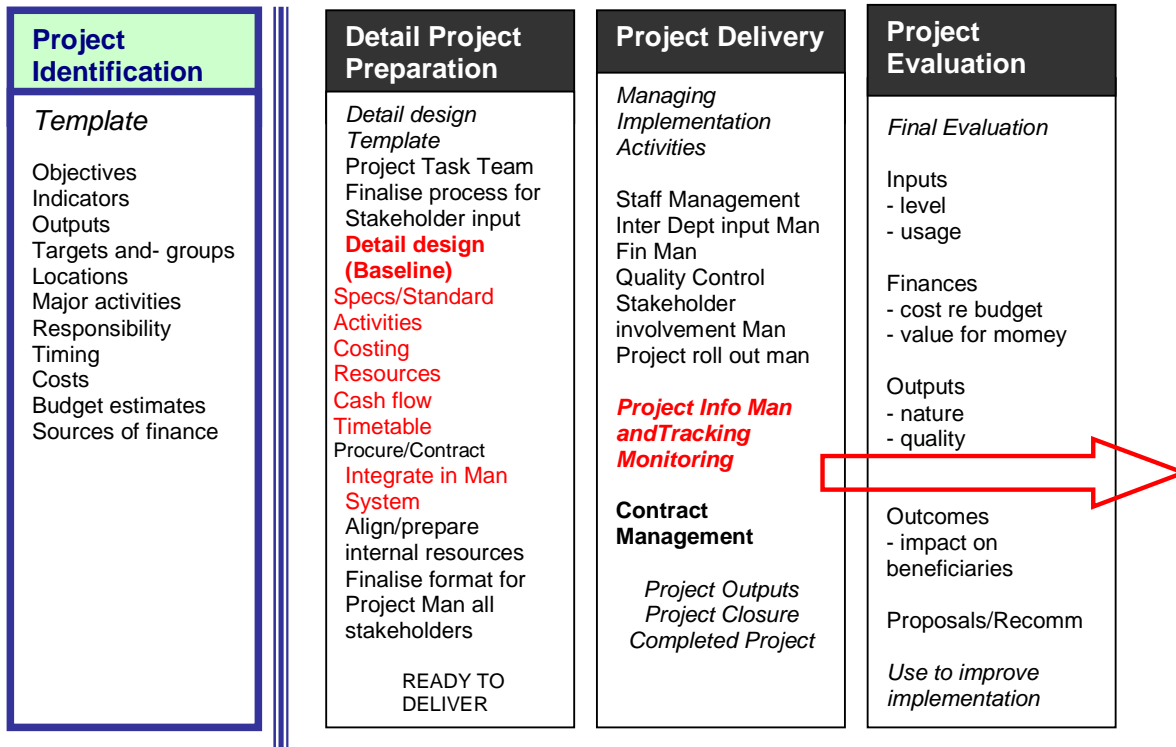 Project
Identification
Template
Objectives
Indicators
Outputs
Targets and- groups
Locations
Major activities
Responsibility
Timing
Costs
Budget estimates
Sources of finance
Detail Project
Preparation
Detail design
Template
Project Task Team
Finalise process for
Stakeholder input
Detail design
(Baseline)
Specs/Standard
Activities
Costing
Resources
Cash flow
Timetable
Procure/Contract
Integrate in Man
System
Align/prepare
internal resources
Finalise format for
Project Man all
stakeholders
READY TO
DELIVER
Project Delivery
Managing
Implementation
Activities
Staff Management
Inter Dept input Man
Fin Man
Quality Control
Stakeholder
involvement Man
Project roll out man
Project Info Man
andTracking
Monitoring
Contract
Management
Project Outputs
Project Closure
Completed Project
Project
Evaluation
Final Evaluation
Inputs
- level
- usage
Finances
- cost re budget
- value for momey
Outputs
- nature
- quality
Outcomes
- impact on
beneficiaries
Proposals/Recomm
Use to improve
implementation